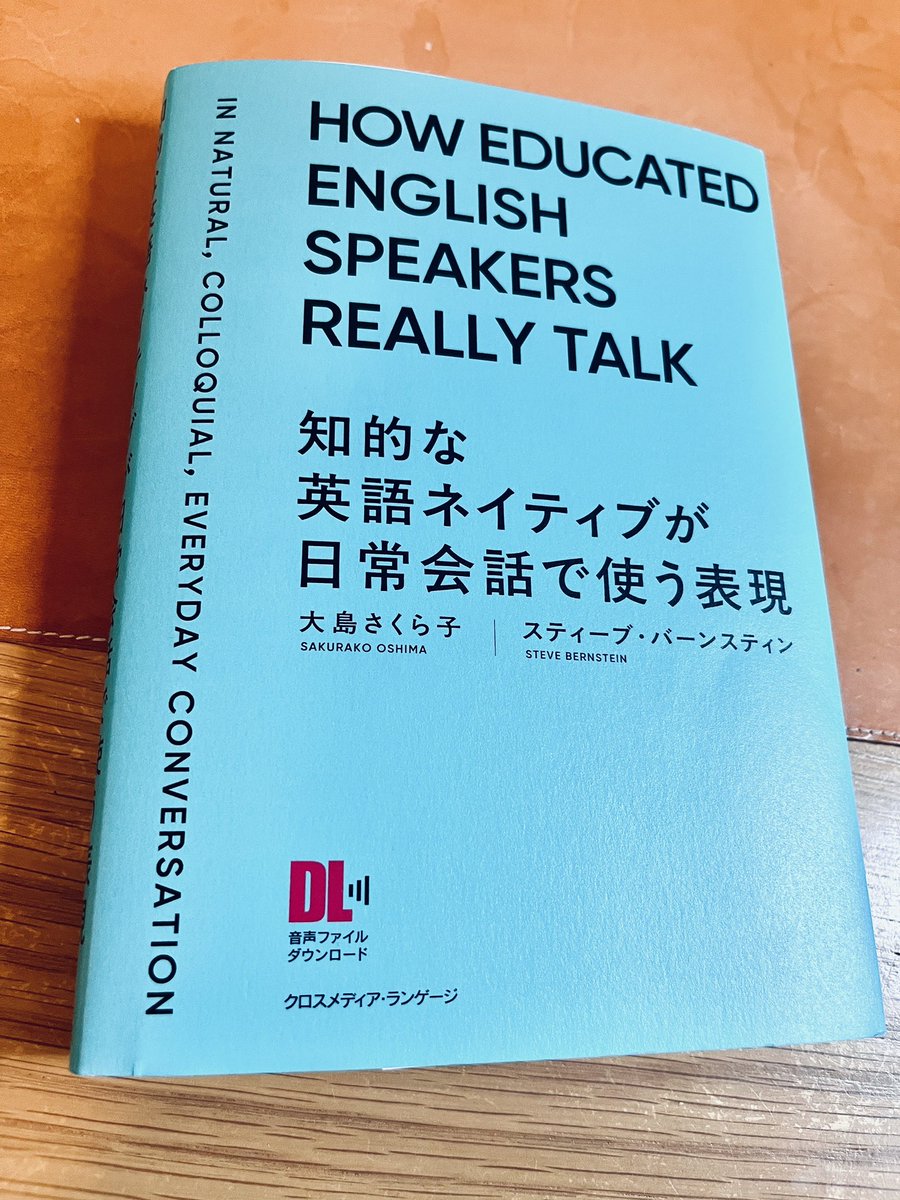 HOW EDUCATED
ENGLISH
SPEAKERS
REALLY TALK
IN NATURAL, COLLOQUIAL, EVERYDAY CONVERSATION
知的な
英語ネイティブが
日常会話で使う表現
大島さくら子
SAKURAKO OSHIMA
スティーブ・バーンスティン
STEVE BERNSTEIN
DL
音声ファイル
ダウンロード
クロスメディア・ランゲージ